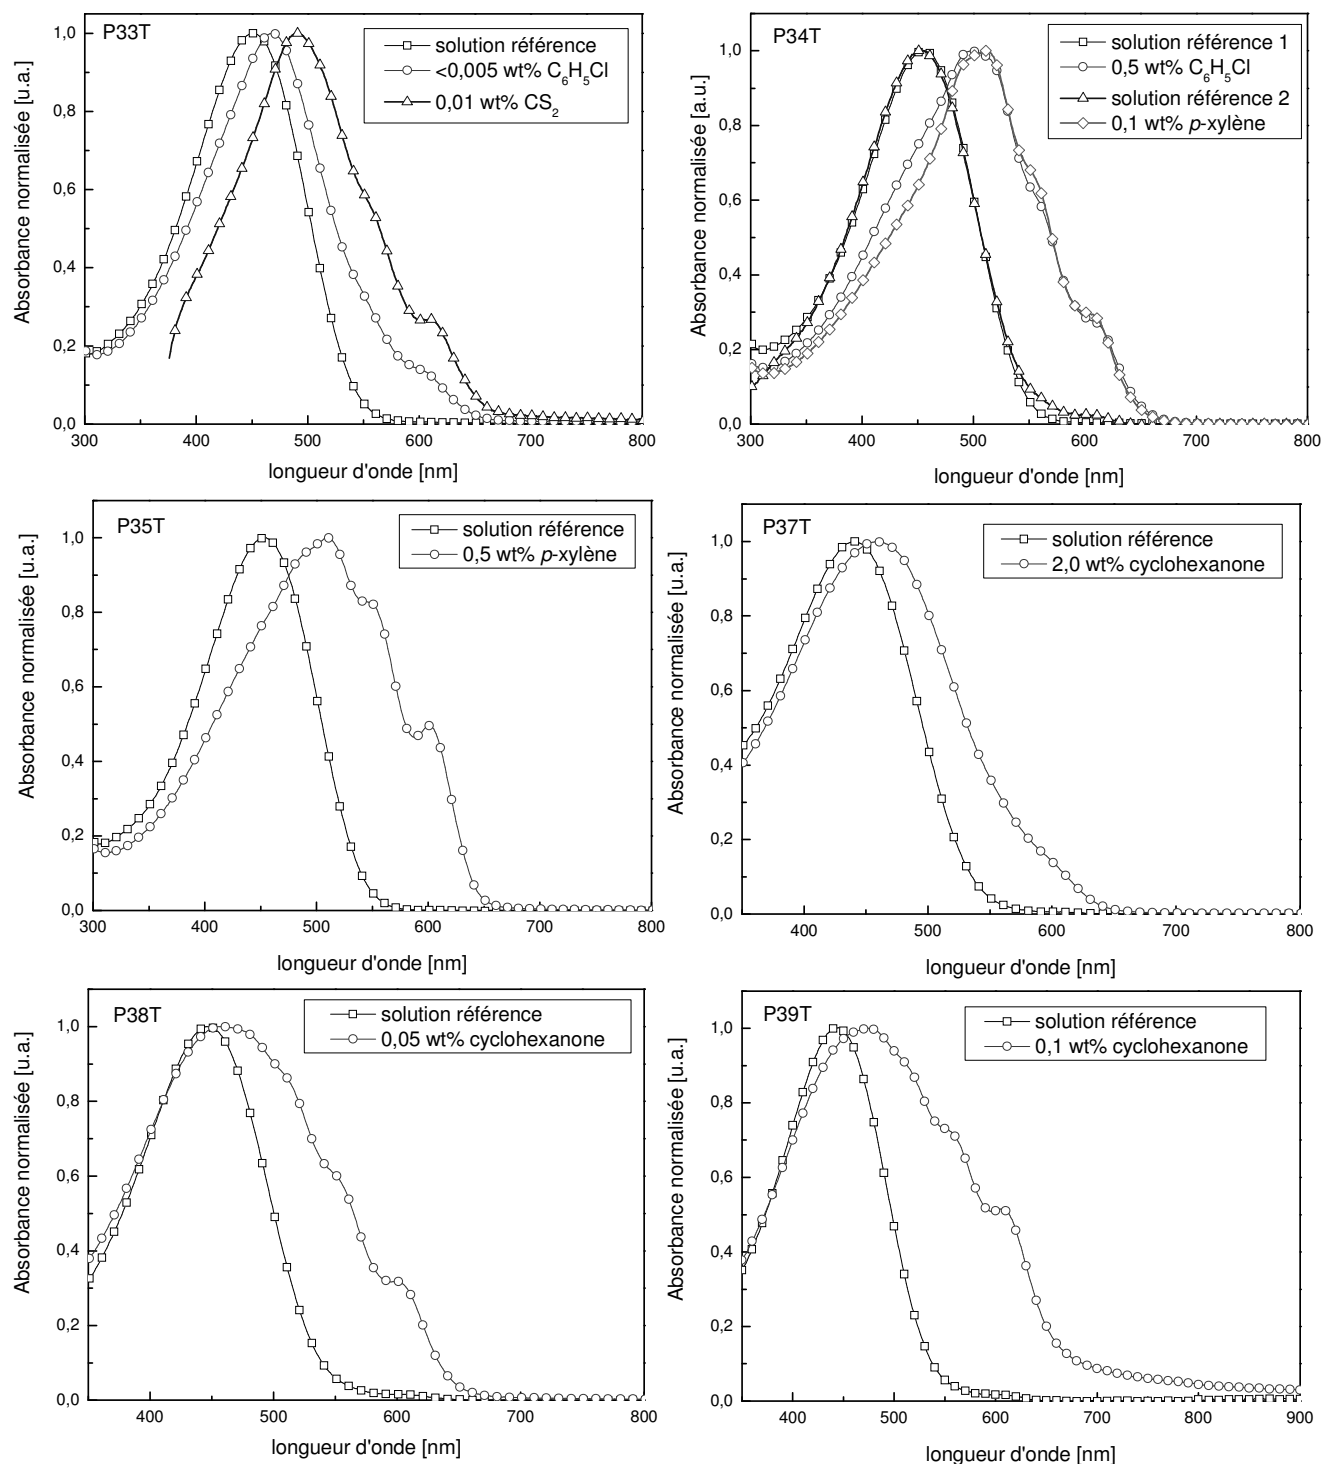 P33T
solution référence
<0,005 wt% C6H5Cl
0,01 wt% CS2
Absorbance normalisée [u.a.]
1,0
0,8
0,6
0,4
0,2
0,0
300 400 500 600 700 800
longueur d'onde [nm]
P34T
solution référence 1
0,5 wt% C6H5Cl
solution référence 2
0,1 wt% p-xylène
Absorbance normalisée [a.u.]
1,0
0,8
0,6
0,4
0,2
0,0
300 400 500 600 700 800
longueur d'onde [nm]
P35T
solution référence
0,5 wt% p-xylène
Absorbance normalisée [u.a.]
1,0
0,8
0,6
0,4
0,2
0,0
300 400 500 600 700 800
longueur d'onde [nm]
P37T
solution référence
2,0 wt% cyclohexanone
Absorbance normalisée [u.a.]
1,0
0,8
0,6
0,4
0,2
0,0
400 500 600 700 800
longueur d'onde [nm]
P38T
solution référence
0,05 wt% cyclohexanone
Absorbance normalisée [u.a.]
1,0
0,8
0,6
0,4
0,2
0,0
400 500 600 700 800
longueur d'onde [nm]
P39T
solution référence
0,1 wt% cyclohexanone
Absorbance normalisée [u.a.]
1,0
0,8
0,6
0,4
0,2
0,0
400 500 600 700 800 900
longueur d'onde [nm]